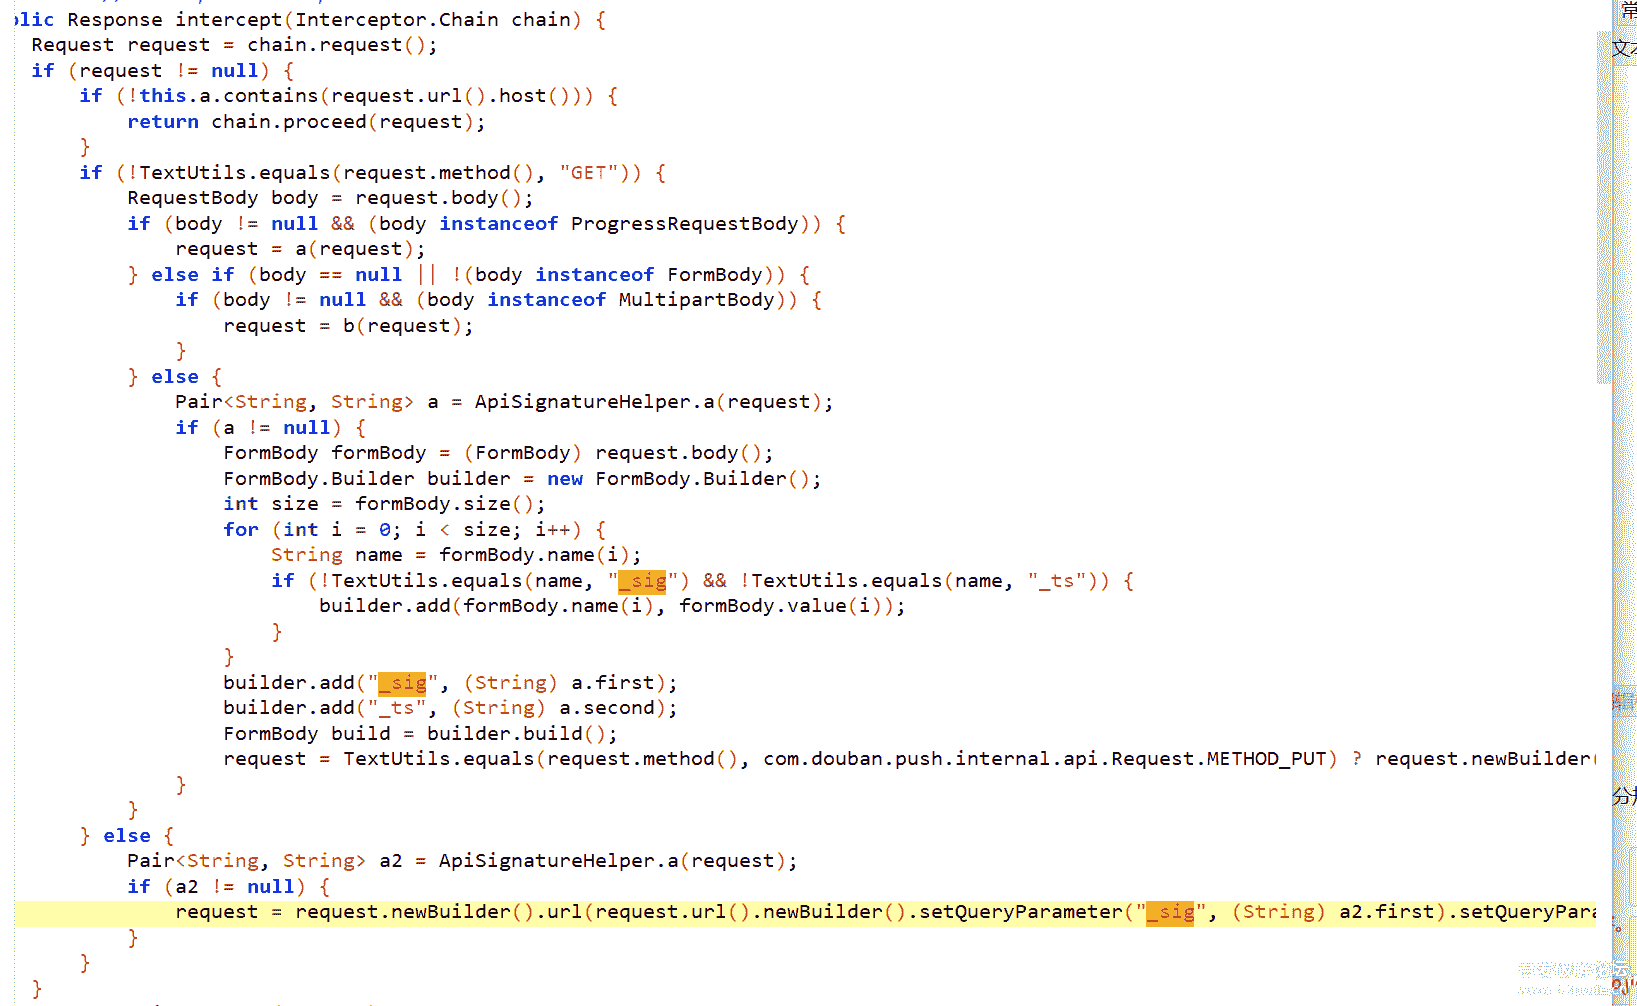 blic Response intercept(Interceptor.Chain chain) {
Request request = chain.request();
if (request != null) {
if (!this.a.contains(request.url().host())) {
return chain.proceed(request);
}
if (!TextUtils.equals(request.method(), "GET")) {
RequestBody body = request.body();
if (body != null && (body instanceof ProgressRequestBody)) {
request = a(request);
} else if (body == null || !(body instanceof FormBody)) {
if (body != null && (body instanceof MultipartBody)) {
request = b(request);
}
} else {
Pair<String, String> a = ApiSignatureHelper.a(request);
if (a != null) {
FormBody formBody = (FormBody) request.body();
FormBody.Builder builder = new FormBody.Builder();
int size = formBody.size();
for (int i = 0; i < size; i++) {
String name = formBody.name(i);
if (!TextUtils.equals(name, "_sig") && !TextUtils.equals(name, "_ts")) {
builder.add(formBody.name(i), formBody.value(i));
}
}
builder.add("_sig", (String) a.first);
builder.add("_ts", (String) a.second);
FormBody build = builder.build();
request = TextUtils.equals(request.method(), com.douban.push.internal.api.Request.METHOD_PUT) ? request.newBuilder(
}
}
} else {
Pair<String, String> a2 = ApiSignatureHelper.a(request);
if (a2 != null) {
request = request.newBuilder().url(request.url().newBuilder().setQueryParameter("_sig", (String) a2.first).setQueryPara
}
}
}